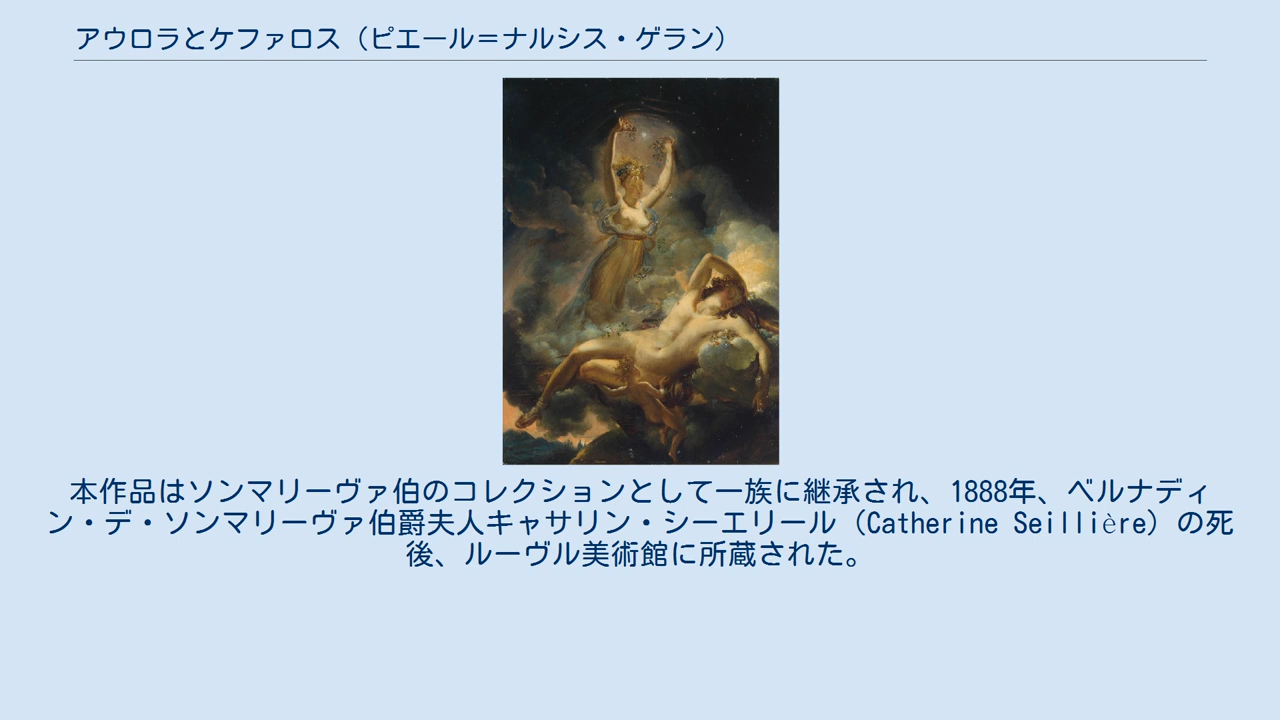 アウロラとケファロス（ピエール＝ナルシス・ゲラン）
本作品はソンマリーヴァ伯のコレクションとして一族に継承され、1888年、ベルナディ
ン・デ・ソンマリーヴァ伯爵夫人キャサリン・シーエリール（Catherine Seillière）の死
後、ルーヴル美術館に所蔵された。